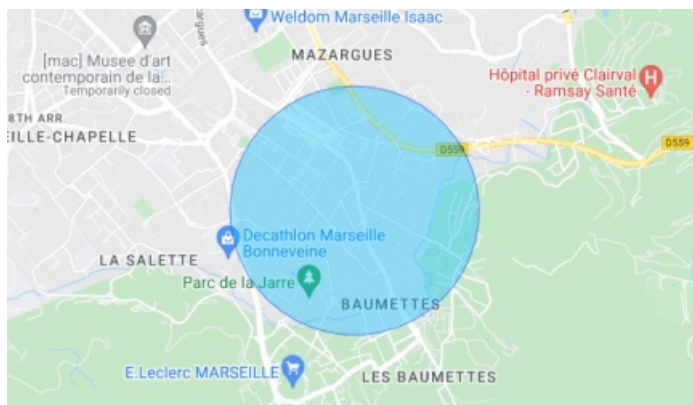 Weldom Marseille Isaac
[mac] Musee d'art
contemporain de la...
Temporarily closed
MAZARGUES
Hôpital privé Clairval
- Ramsay Santé
H
8TH ARR
EILLE-CHAPELLE
D559
D559
Decathlon Marseille
Bonneveine
LA SALETTE
Parc de la Jarre
BAUMETTES
E.Leclerc MARSEILLE
LES BAUMETTES